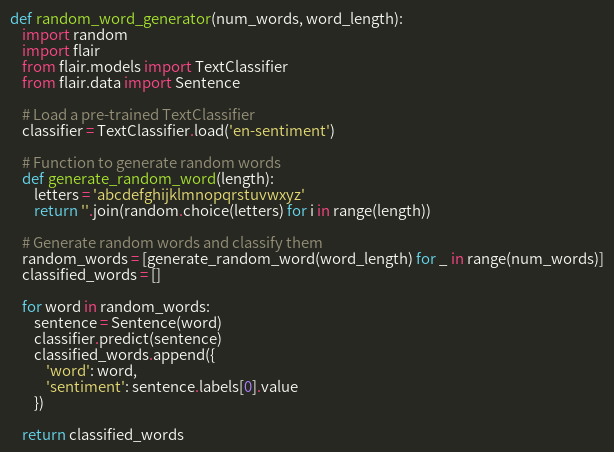 def random_word_generator(num_words, word_length):
    import random
    import flair
    from flair.models import TextClassifier
    from flair.data import Sentence

    # Load a pre-trained TextClassifier
    classifier = TextClassifier.load('en-sentiment')

    # Function to generate random words
    def generate_random_word(length):
        letters = 'abcdefghijklmnopqrstuvwxyz'
        return ''.join(random.choice(letters) for i in range(length))

    # Generate random words and classify them
    random_words = [generate_random_word(word_length) for _ in range(num_words)]
    classified_words = []

    for word in random_words:
        sentence = Sentence(word)
        classifier.predict(sentence)
        classified_words.append({
            'word': word,
            'sentiment': sentence.labels[0].value
        })

    return classified_words